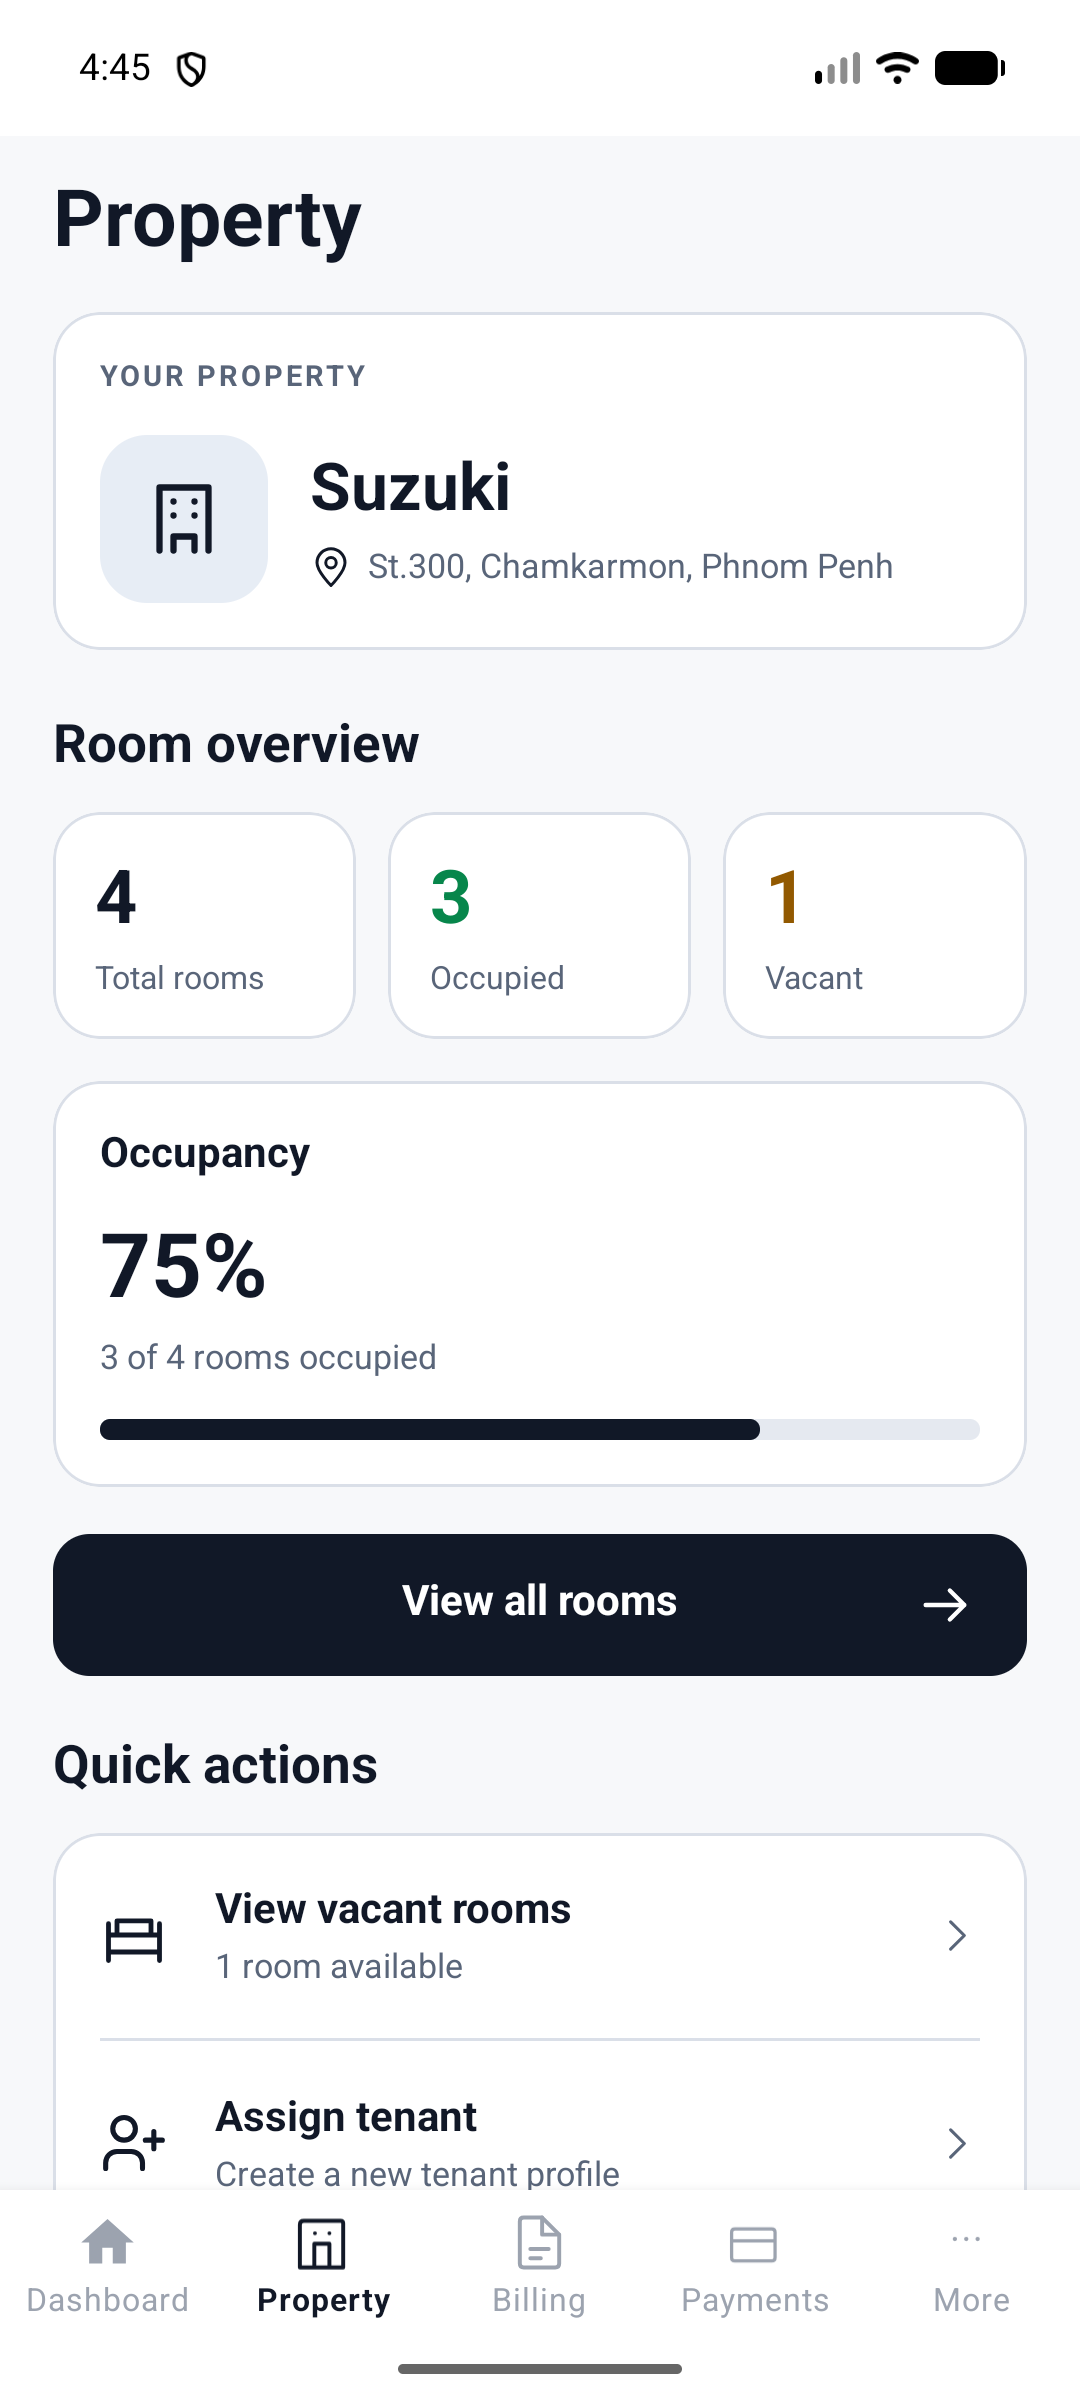 4:45
Property
YOUR PROPERTY
Suzuki
St.300, Chamkarmon, Phnom Penh
Room overview
4
Total rooms
3
Occupied
1
Vacant
Occupancy
75%
3 of 4 rooms occupied
View all rooms
Quick actions
View vacant rooms
1 room available
Assign tenant
Create a new tenant profile
Dashboard
Property
Billing
Payments
More